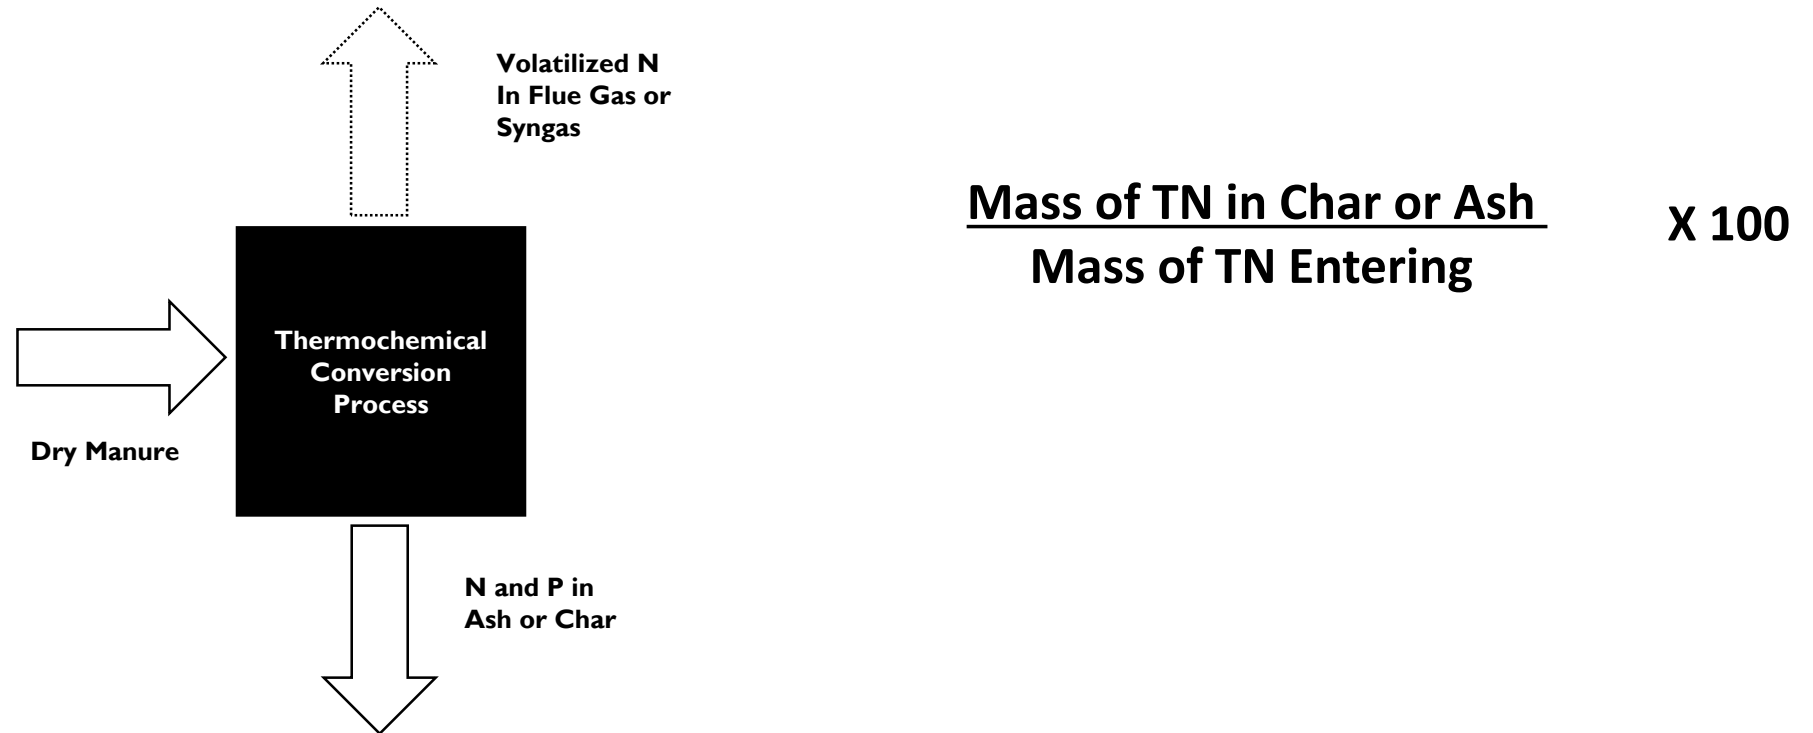 Volatilized N
In Flue Gas or
Syngas
Mass of TN in Char or Ash
X 100
Mass of TN Entering
Thermochemical
Conversion
Process
Dry Manure
N and P in
Ash or Char